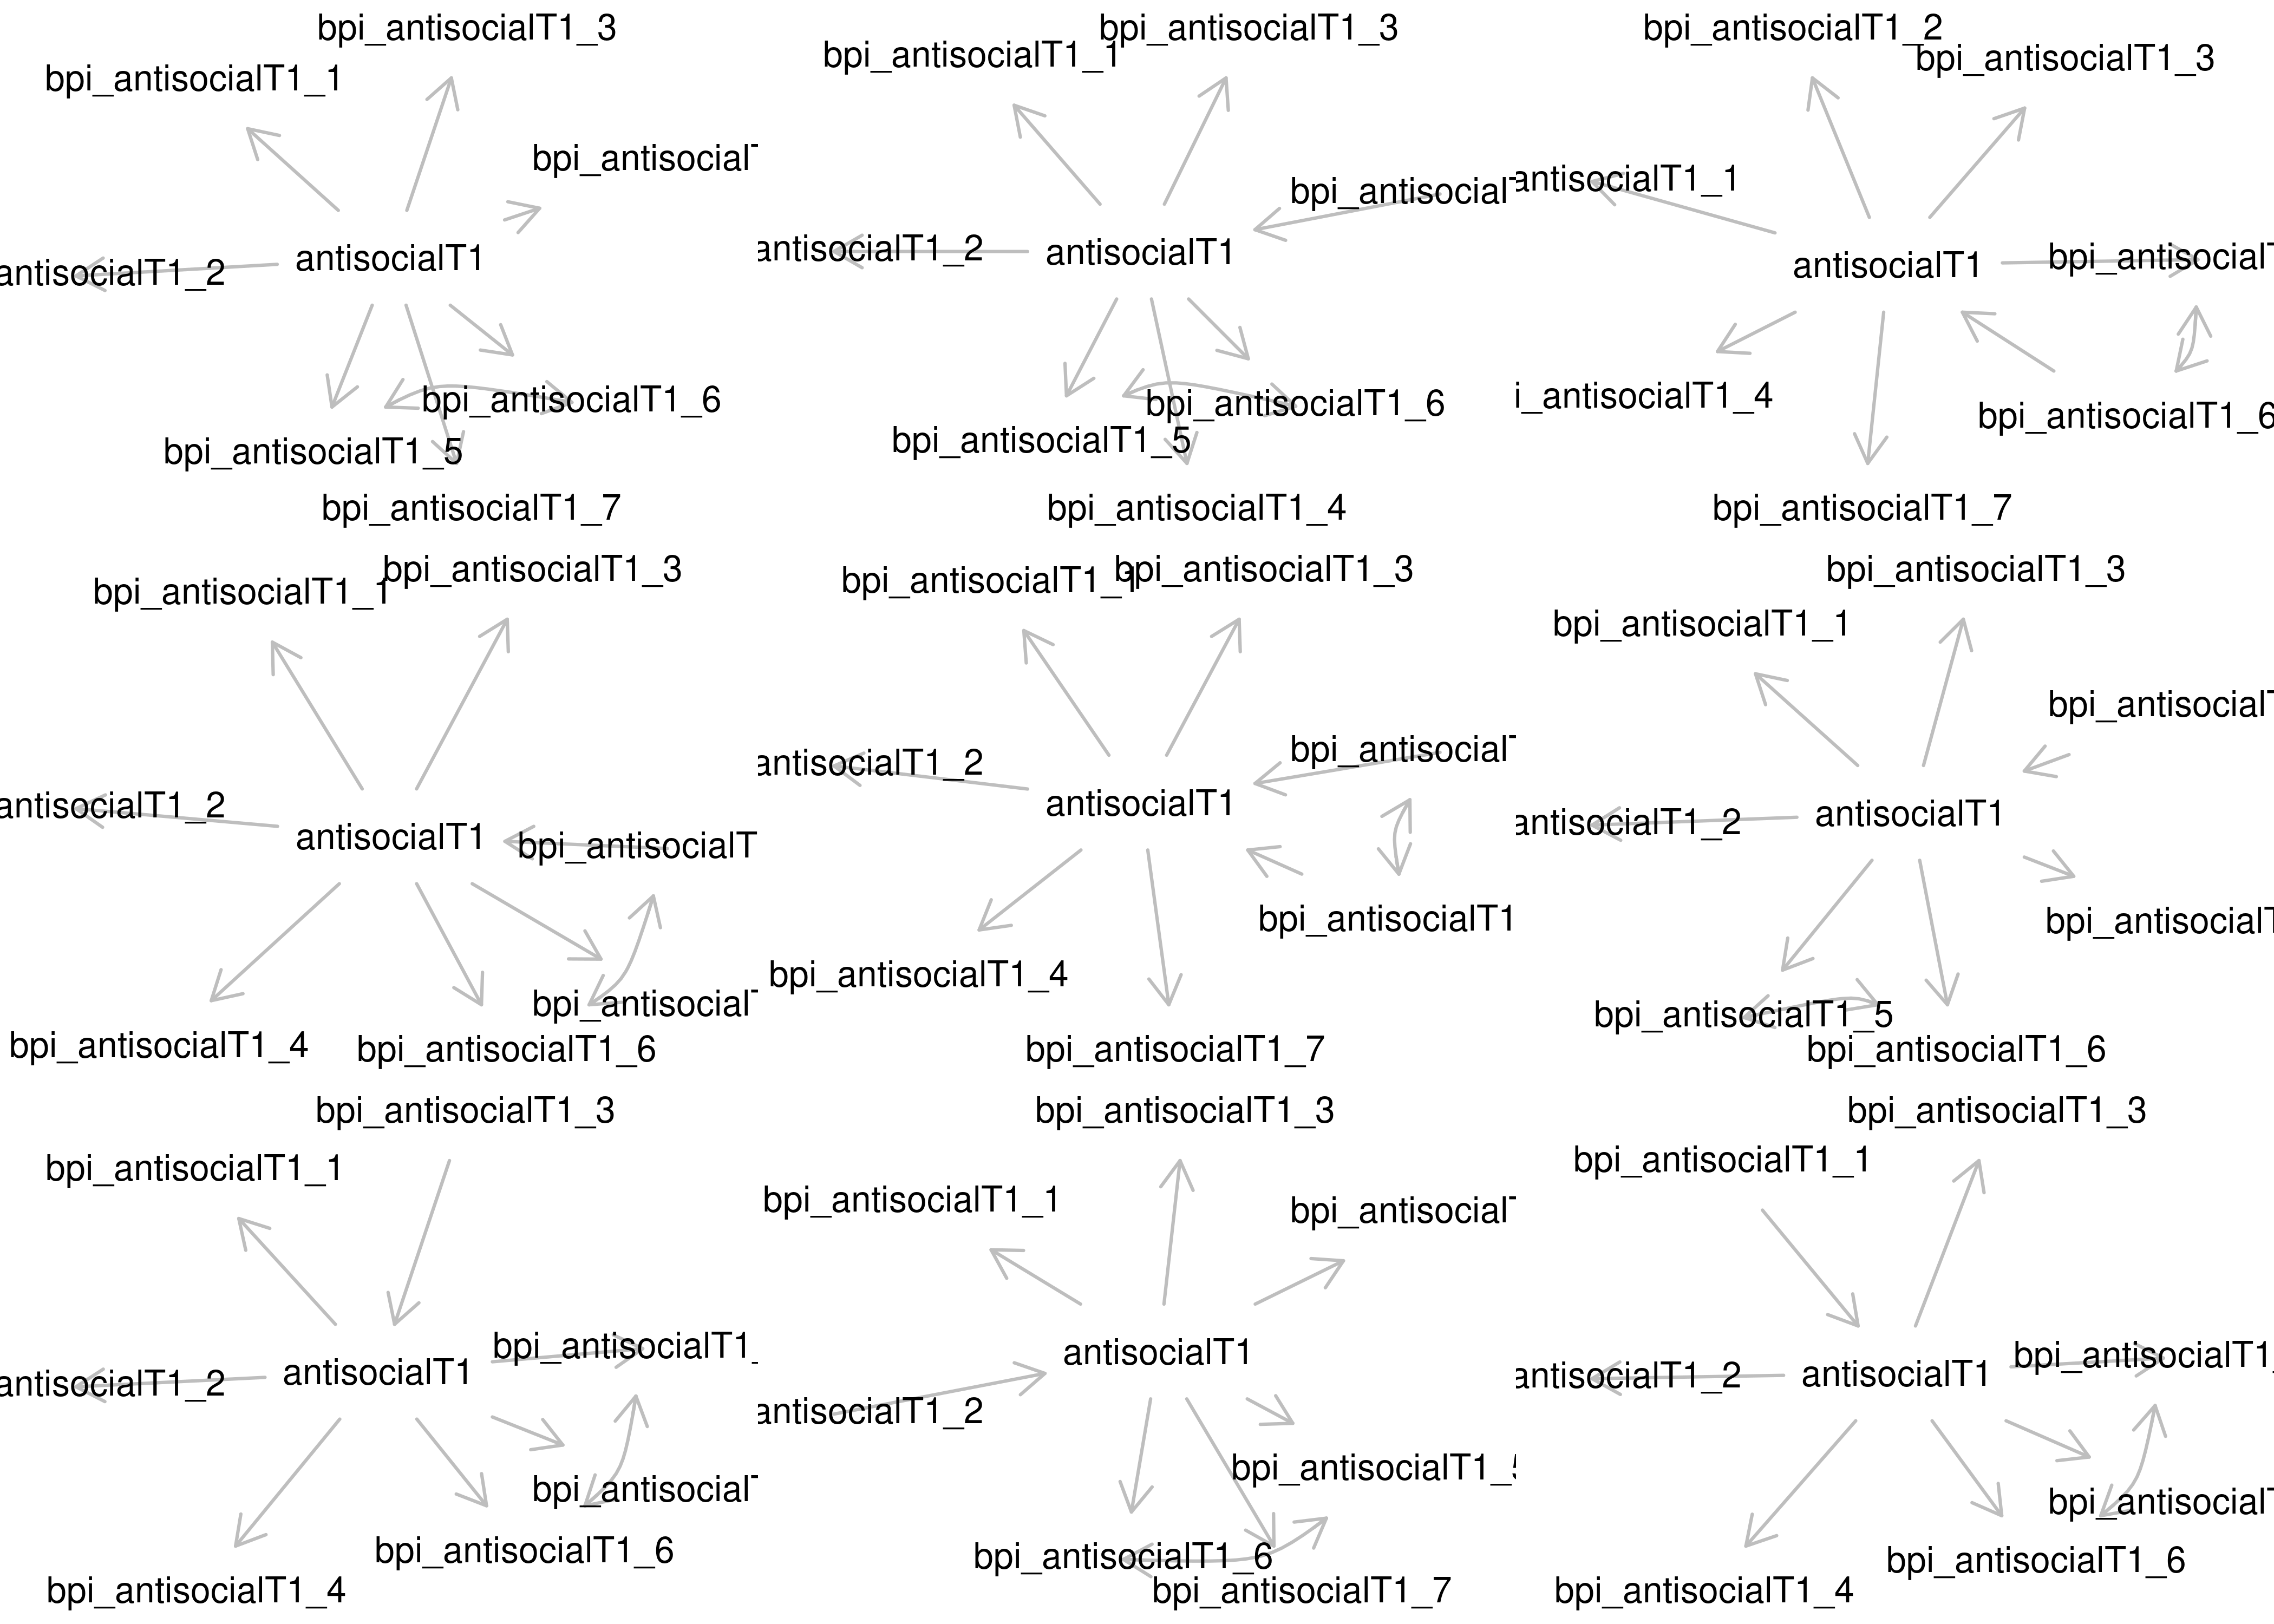 bpi_antisocialT1_3
bpi_antisocialT1_1
bpi_antisocial
antisocialT1
antisocialT1_2
bpi_antisocialT1_6
bpi_antisocialT1_5
bpi_antisocialT1_7
bpi_antisocialT1_3
bpi_antisocialT1_1
bpi_antisocial
antisocialT1_2
antisocialT1
bpi_antisocialT1_6
bpi_antisocialT1_5
bpi_antisocialT1_4
bpi_antisocialT1_2
bpi_antisocialT1_3
antisocialT1_1
bpi_antisocial
antisocialT1
i_antisocialT1_4
bpi_antisocialT1_6
bpi_antisocialT1_7
bpi_antisocialT1_3
bpi_antisocialT1_1
antisocialT1_2
antisocialT1
bpi_antisocialT
bpi_antisocial
bpi_antisocialT1_4
bpi_antisocialT1_6
bpi_antisocialT1_3
bpi_antisocialT1_1
bpi_antisocial
antisocialT1_2
antisocialT1
bpi_antisocialT1
bpi_antisocialT1_4
bpi_antisocialT1_7
bpi_antisocialT1_3
bpi_antisocialT1_1
bpi_antisocial
antisocialT1
antisocialT1_2
bpi_antisocial
bpi_antisocialT1_5
bpi_antisocialT1_6
bpi_antisocialT1_3
bpi_antisocialT1_1
bpi_antisocialT1_
antisocialT1
antisocialT1_2
bpi_antisocial
bpi_antisocialT1_6
bpi_antisocialT1_4
bpi_antisocialT1_3
bpi_antisocialT1_1
bpi_antisocial
antisocialT1
antisocialT1_2
bpi_antisocialT1_5
bpi_antisocialT1_6
bpi_antisocialT1_7
bpi_antisocialT1_3
bpi_antisocialT1_1
bpi_antisocialT1_
antisocialT1
antisocialT1_2
bpi_antisocial
bpi_antisocialT1_6
bpi_antisocialT1_4